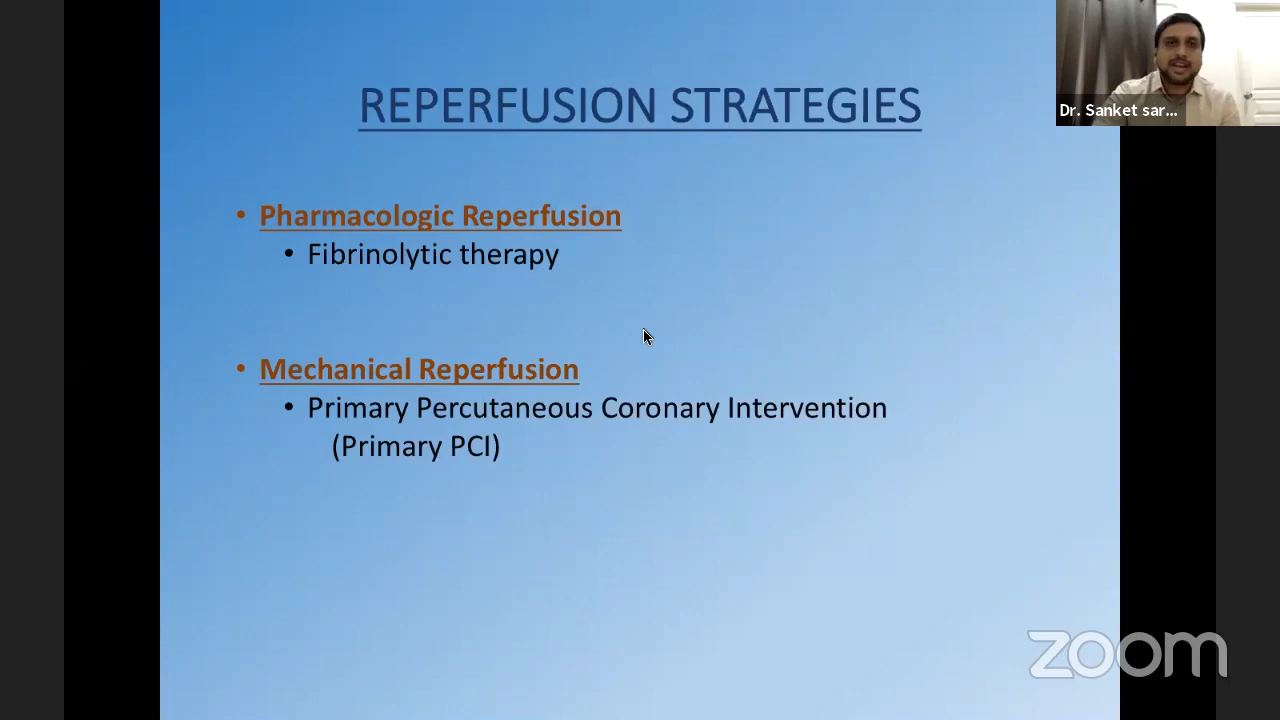 REPERFUSION STRATEGIES
• Pharmacologic Reperfusion
• Fibrinolytic therapy
• Mechanical Reperfusion
• Primary Percutaneous Coronary Intervention
(Primary PCI)
Dr. Sanket sar...
zoom